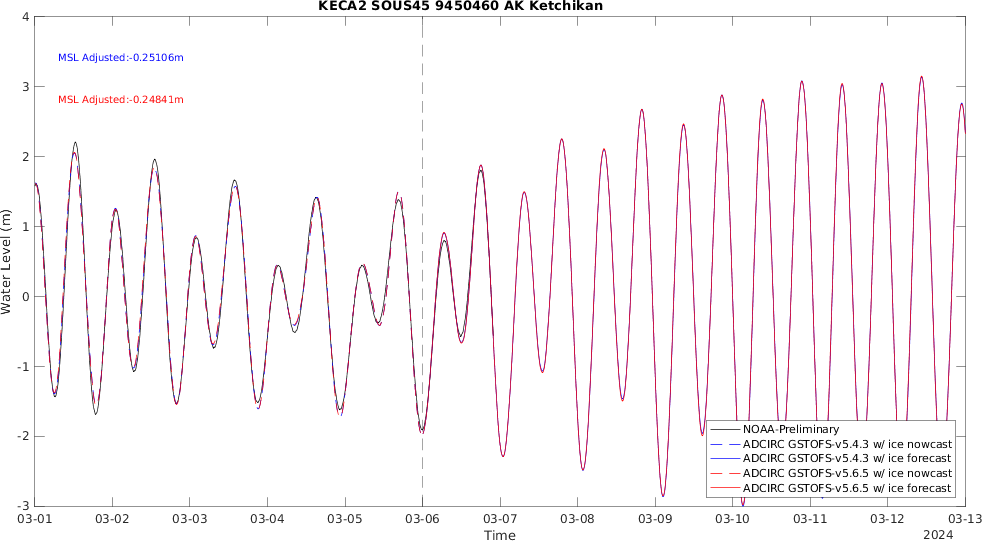 KECA2 SOUS45 9450460 AK Ketchikan
4
MSL Adjusted:-0.25106m
3
MSL Adjusted:-0.24841m
2
1
Water Level (m)
0
-1
-2
NOAA-Preliminary
ADCIRC GSTOFS-v5.4.3 w/ ice nowcast
ADCIRC GSTOFS-v5.4.3 w/ ice forecast
ADCIRC GSTOFS-v5.6.5 w/ ice nowcast
ADCIRC GSTOFS-v5.6.5 w/ ice forecast
-3
03-01 03-02 03-03 03-04 03-05 03-06 03-07 03-08 03-09 03-10 03-11 03-12 03-13
Time
2024